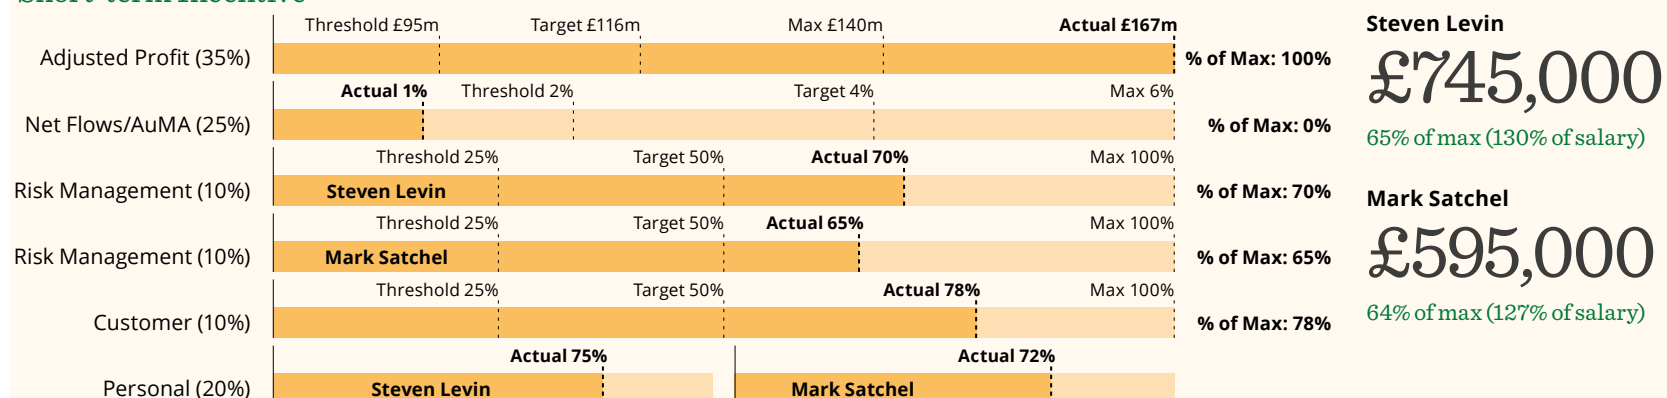 Short-term Incentive
Threshold £95m Target £116m Max £140m Actual £167m
Adjusted Profit (35%) % of Max: 100%
Actual 1% Threshold 2% Target 4% Max 6%
Net Flows/AuMA (25%) % of Max: 0%
Threshold 25% Target 50% Actual 70% Max 100%
Risk Management (10%) Steven Levin % of Max: 70%
Threshold 25% Target 50% Actual 65% Max 100%
Risk Management (10%) Mark Satchel % of Max: 65%
Threshold 25% Target 50% Actual 78% Max 100%
Customer (10%) % of Max: 78%
Actual 75% Actual 72%
Personal (20%) Steven Levin Mark Satchel
Steven Levin
£745,000
65% of max (130% of salary)
Mark Satchel
£595,000
64% of max (127% of salary)